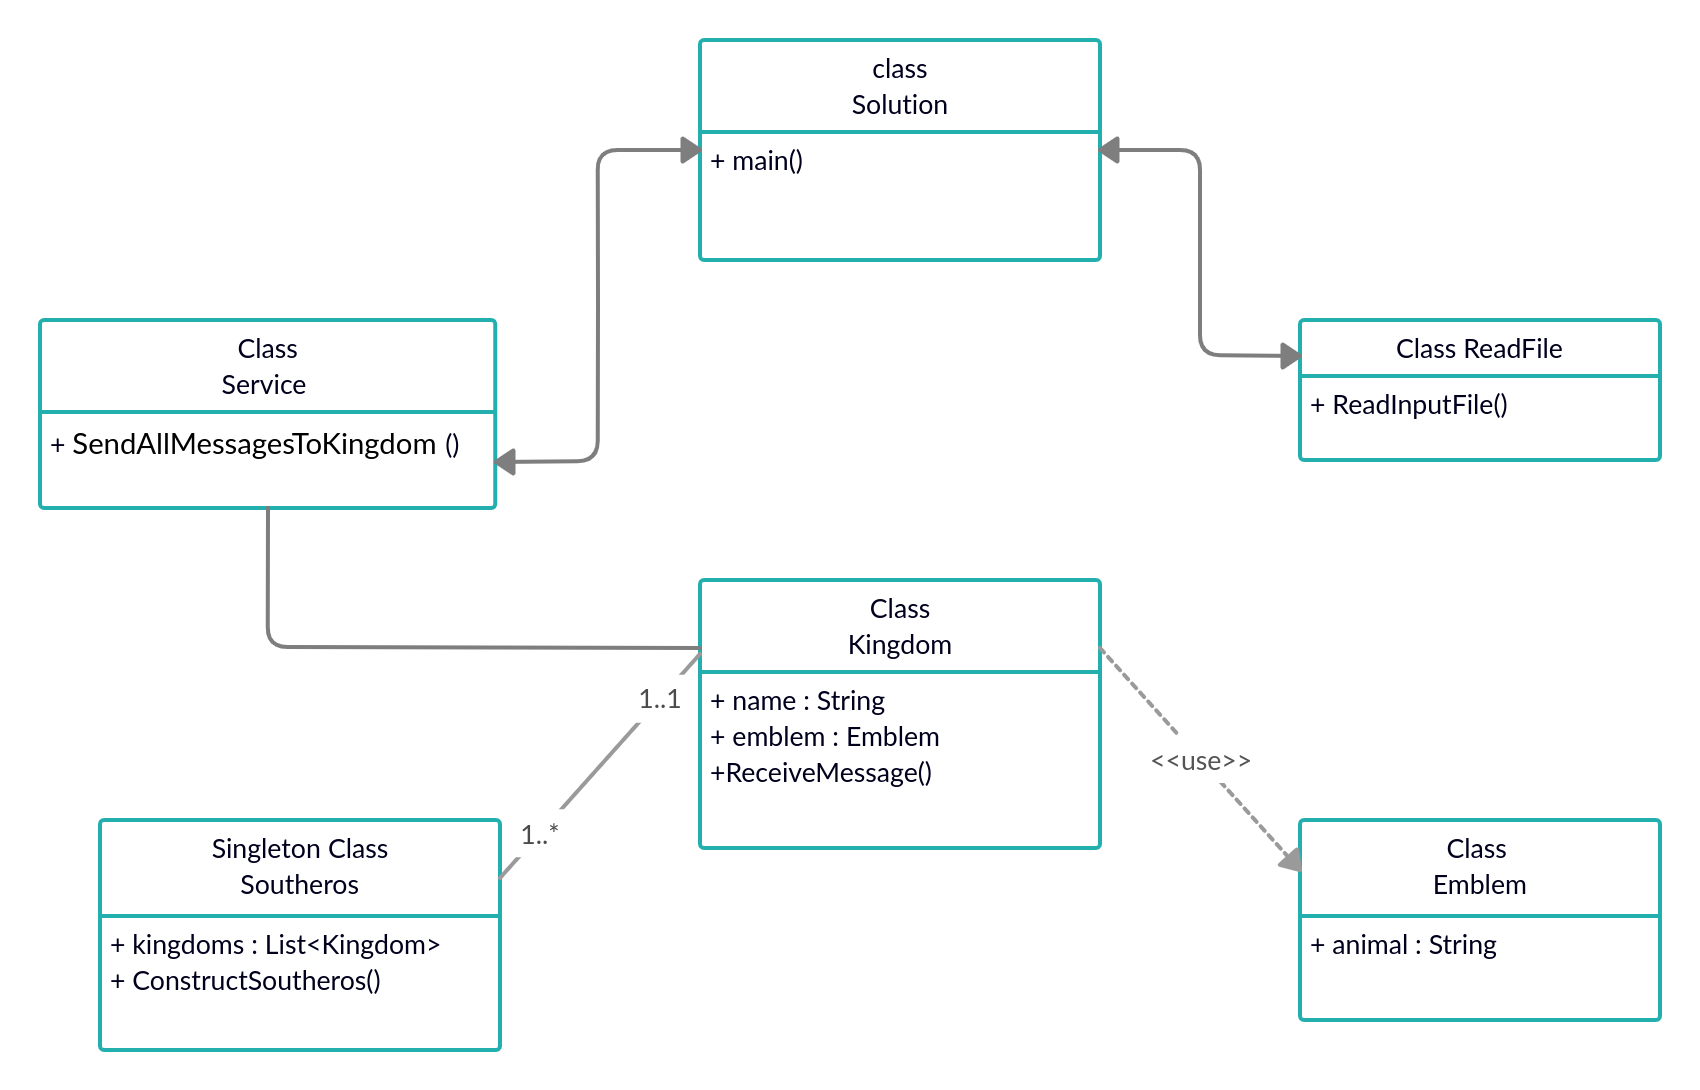 class
Solution
+ main()
Class
Service
+ SendAllMessagesToKingdom ()
Class ReadFile
+ ReadInputFile()
Class
Kingdom
+ name : String
+ emblem : Emblem
+ReceiveMessage()
1..1
1..*
<<use>>
Singleton Class
Southeros
+ kingdoms : List<Kingdom>
+ ConstructSoutheros()
Class
Emblem
+ animal : String